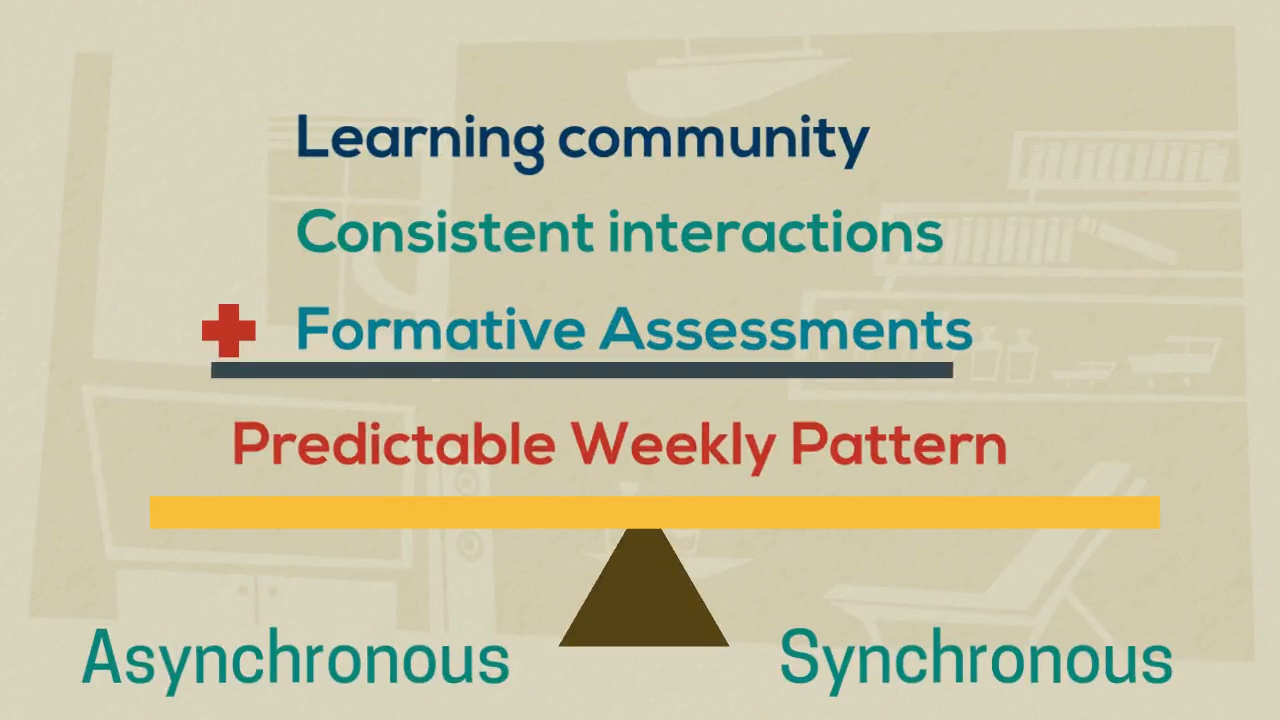 Learning community
Consistent interactions
Formative Assessments
Predictable Weekly Pattern
Asynchronous
Synchronous